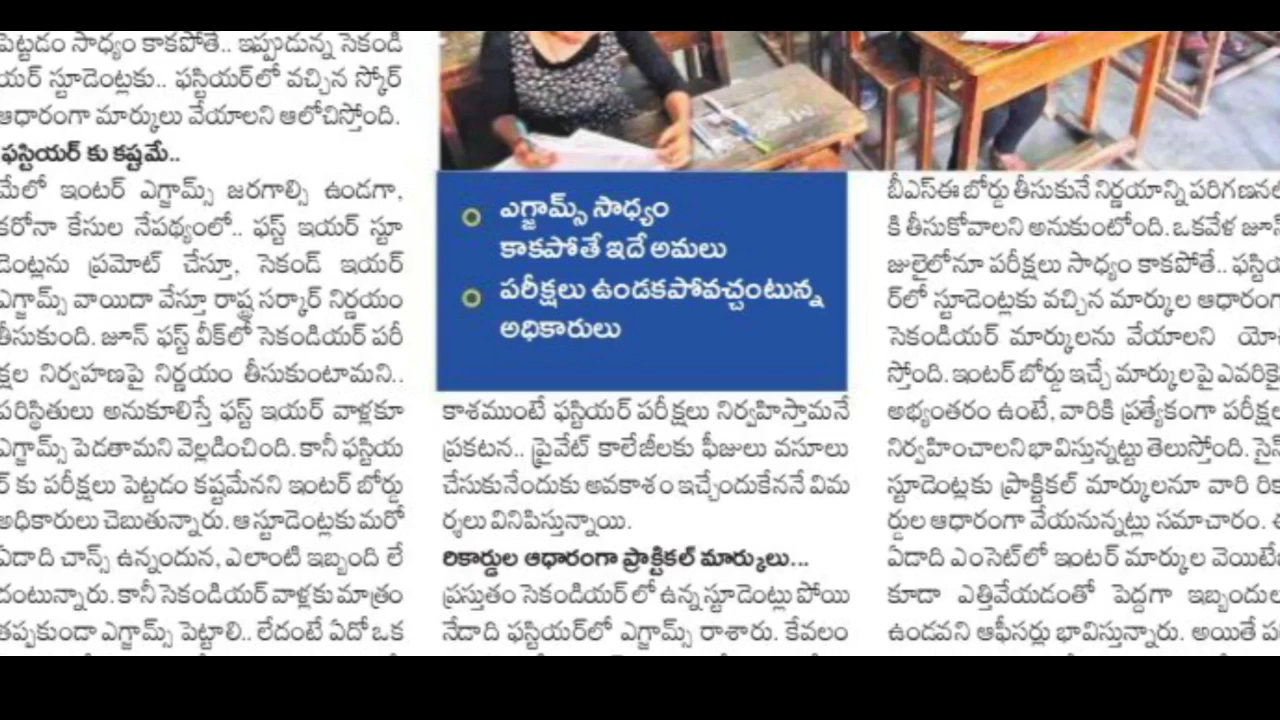 పెట్టడం సాధ్యం కాకపోతే.. ఇప్పుడున్న సెకండి
యర్ స్టూడెంట్లకు.. ఫస్టియర్‌లో వచ్చిన స్కోర్
ఆధారంగా మార్కులు వేయాలని ఆలోచిస్తోంది.
ఫస్టియర్ కు కష్టమే..
మేలో ఇంటర్ ఎగ్జామ్స్ జరగాల్సి ఉండగా,
కరోనా కేసుల నేపథ్యంలో.. ఫస్ట్ ఇయర్ స్టూ
డెంట్లను ప్రమోట్ చేస్తూ, సెకండ్ ఇయర్
ఎగ్జామ్స్ వాయిదా వేస్తూ రాష్ట్ర సర్కార్ నిర్ణయం
తీసుకుంది. జూన్ ఫస్ట్ వీక్‌లో సెకండియర్ పరీ
క్షల నిర్వహణపై నిర్ణయం తీసుకుంటామని..
పరిస్థితులు అనుకూలిస్తే ఫస్ట్ ఇయర్ వాళ్లకూ
ఎగ్జామ్స్ పెడతామని వెల్లడించింది. కానీ ఫస్టియ
ర్ కు పరీక్షలు పెట్టడం కష్టమేనని ఇంటర్ బోర్డు
అధికారులు చెబుతున్నారు. ఆ స్టూడెంట్లకు మరో
ఏడాది చాన్స్ ఉన్నందున, ఎలాంటి ఇబ్బంది లే
దంటున్నారు. కానీ సెకండియర్ వాళ్లకు మాత్రం
తప్పకుండా ఎగ్జామ్స్ పెట్టాలి.. లేదంటే ఏదో ఒక
ఎగ్జామ్స్ సాధ్యం
కాకపోతే ఇదే అమలు
పరీక్షలు ఉండకపోవచ్చంటున్న
అధికారులు
కాశముంటే ఫస్టియర్ పరీక్షలు నిర్వహిస్తామనే
ప్రకటన.. ప్రైవేట్ కాలేజీలకు ఫీజులు వసూలు
చేసుకునేందుకు అవకాశం ఇచ్చేందుకేననే విమ
ర్శలు వినిపిస్తున్నాయి.
రికార్డుల ఆధారంగా ప్రాక్టికల్ మార్కులు...
ప్రస్తుతం సెకండియర్ లో ఉన్న స్టూడెంట్లు పోయి
నేడాది ఫస్టియర్‌లో ఎగ్జామ్స్ రాశారు. కేవలం
బీఎస్ఈ బోర్డు తీసుకునే నిర్ణయాన్ని
కి తీసుకోవాలని అనుకుంటోంది. ఒకవేళ
జులైలోనూ పరీక్షలు సాధ్యం కాకపోతే..
ర్‌లో స్టూడెంట్లకు వచ్చిన మార్కుల
సెకండియర్ మార్కులను వేయాలని
స్తోంది. ఇంటర్ బోర్డు ఇచ్చే మార్కులపై
అభ్యంతరం ఉంటే, వారికి ప్రత్యేకంగా
నిర్వహించాలని భావిస్తున్నట్టు తెలుస్తోంది.
స్టూడెంట్లకు ప్రాక్టికల్ మార్కులనూ వారి
ర్డుల ఆధారంగా వేయనున్నట్లు సమాచారం.
ఏడాది ఎంసెట్‌లో ఇంటర్ మార్కుల
కూడా ఎత్తివేయడంతో పెద్దగా
ఉండవని ఆఫీసర్లు భావిస్తున్నారు. అయితే